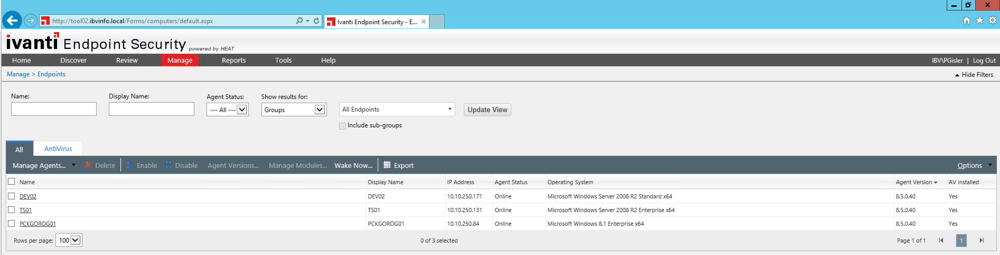 http://tool02.ibvinfo.local/Forms/computers/default.aspx
Ivanti Endpoint Security - E...
ivanti Endpoint Security powered by HEAT
Home Discover Review Manage Reports Tools Help IBV\PGisler | Log Out
Manage > Endpoints Hide Filters
Name: Display Name: Agent Status: Show results for:
--- All --- Groups All Endpoints Update View
Include sub-groups
All AntiVirus
Manage Agents... Delete Enable Disable Agent Versions... Manage Modules... Wake Now... Export Options
Name Display Name IP Address Agent Status Operating System Agent Version AV Installed
DEV02 DEV02 10.10.250.171 Online Microsoft Windows Server 2008 R2 Standard x64 8.5.0.40 Yes
TS01 TS01 10.10.250.131 Online Microsoft Windows Server 2008 R2 Enterprise x64 8.5.0.40 Yes
PCKGOROG01 PCKGOROG01 10.10.250.84 Online Microsoft Windows 8.1 Enterprise x64 8.5.0.40 Yes
Rows per page: 100 0 of 3 selected Page 1 of 1 1